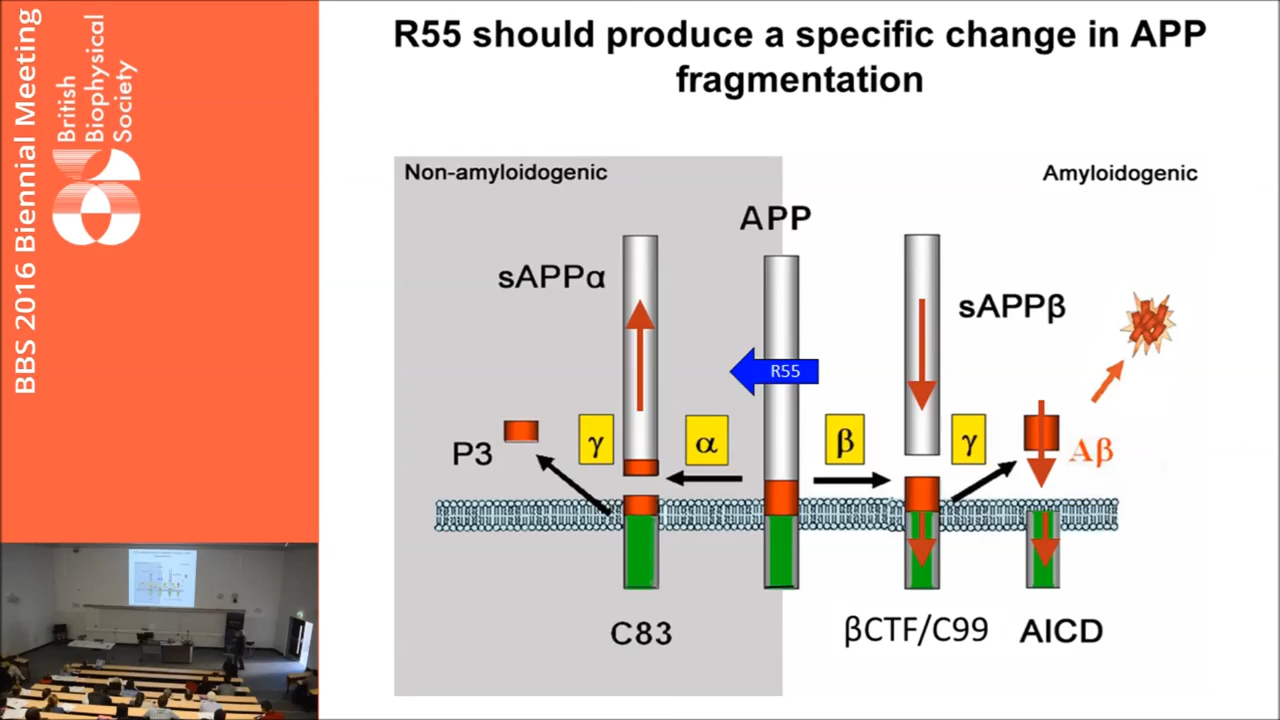 BBS 2016 Biennial Meeting
British
Biophysical
Society
R55 should produce a specific change in APP
fragmentation
Non-amyloidogenic
Amyloidogenic
APP
sAPPα
sAPPβ
R55
P3
γ
α
β
γ
Aβ
C83
βCTF/C99
AICD